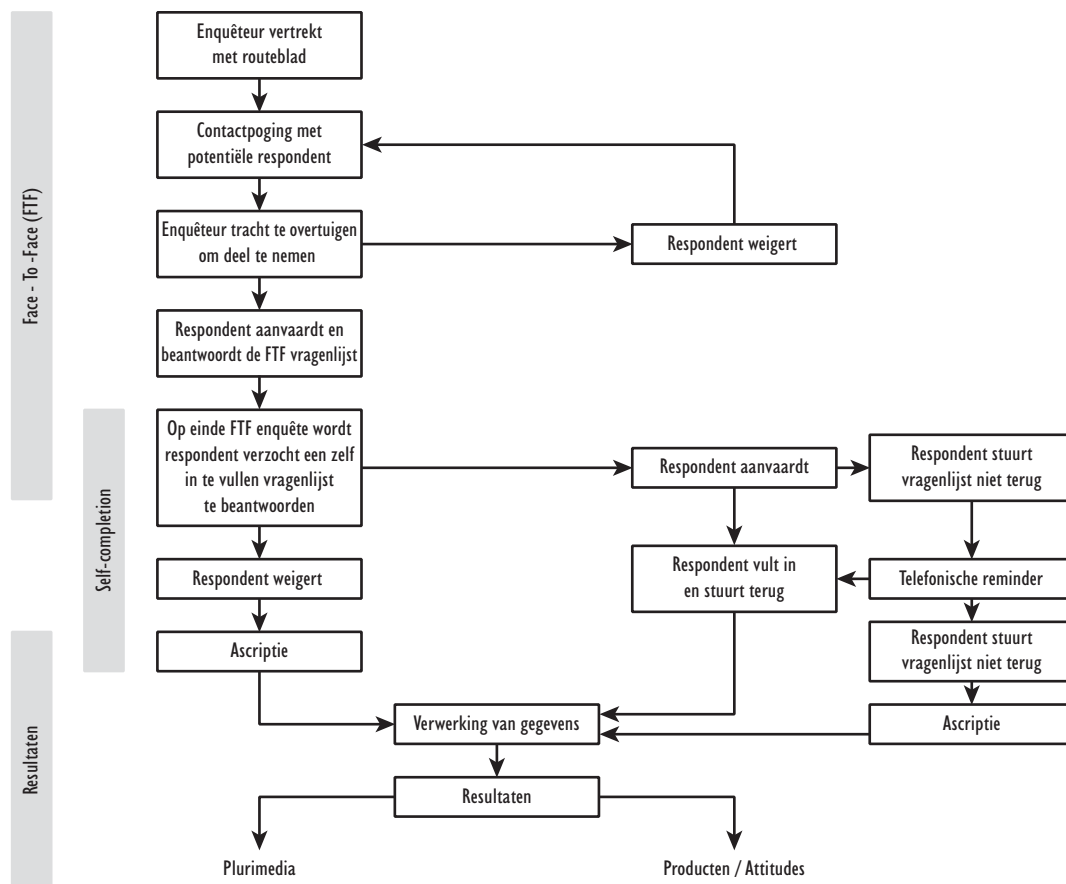 Face - To -Face (FTF)
Self-completion
Resultaten
Enquêteur vertrekt
met routeblad
Contactpoging met
potentiële respondent
Enquêteur tracht te overtuigen
om deel te nemen
Respondent weigert
Respondent aanvaardt en
beantwoordt de FTF vragenlijst
Op einde FTF enquête wordt
respondent verzocht een zelf
in te vullen vragenlijst
te beantwoorden
Respondent aanvaardt
Respondent stuurt
vragenlijst niet terug
Respondent weigert
Respondent vult in
en stuurt terug
Telefonische reminder
Ascriptie
Respondent stuurt
vragenlijst niet terug
Verwerking van gegevens
Ascriptie
Resultaten
Plurimedia
Producten / Attitudes